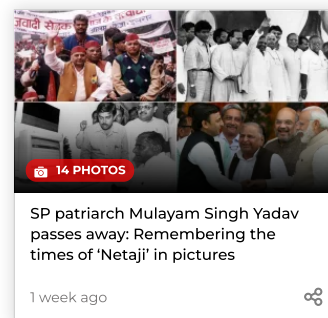 14 PHOTOS
SP patriarch Mulayam Singh Yadav
passes away: Remembering the
times of ‘Netaji’ in pictures
1 week ago